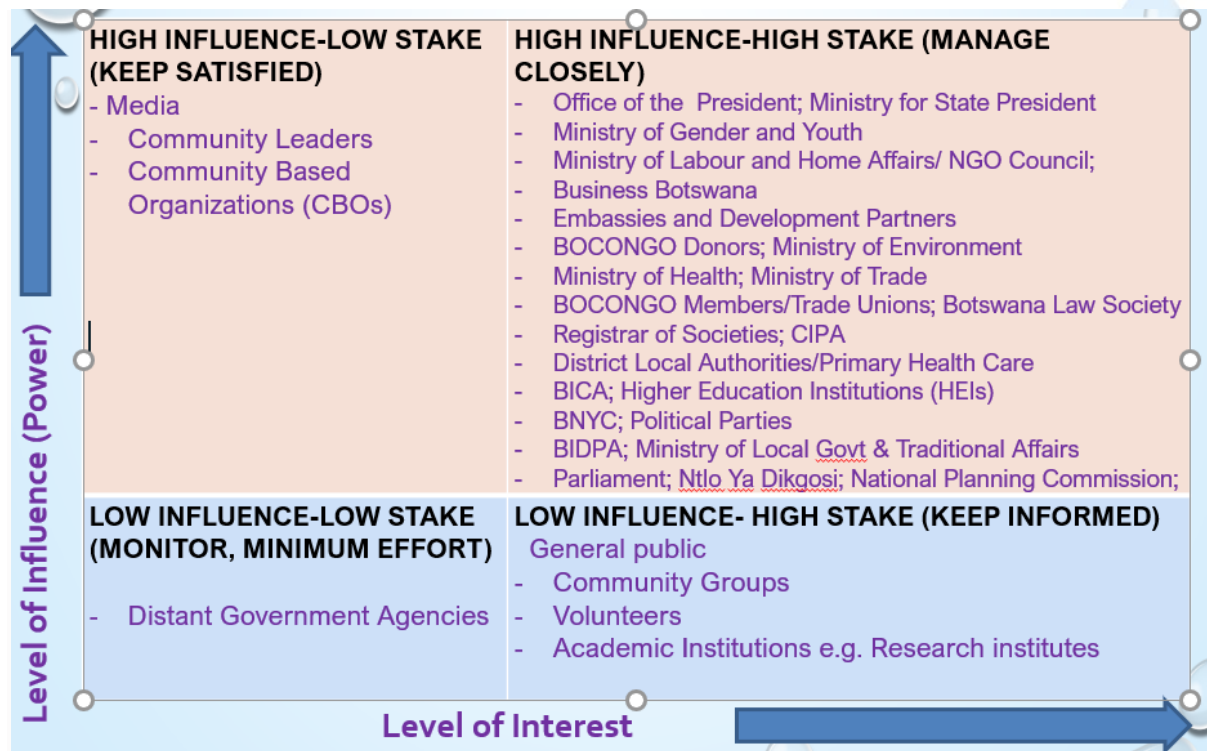 Level of Influence (Power)
HIGH INFLUENCE-LOW STAKE
(KEEP SATISFIED)
- Media
- Community Leaders
- Community Based
Organizations (CBOs)
HIGH INFLUENCE-HIGH STAKE (MANAGE
CLOSELY)
- Office of the President; Ministry for State President
- Ministry of Gender and Youth
- Ministry of Labour and Home Affairs/ NGO Council;
- Business Botswana
- Embassies and Development Partners
- BOCONGO Donors; Ministry of Environment
- Ministry of Health; Ministry of Trade
- BOCONGO Members/Trade Unions; Botswana Law Society
- Registrar of Societies; CIPA
- District Local Authorities/Primary Health Care
- BICA; Higher Education Institutions (HEIs)
- BNYC; Political Parties
- BIDPA; Ministry of Local Govt & Traditional Affairs
- Parliament; Ntlo Ya Dikgosi; National Planning Commission;
LOW INFLUENCE-LOW STAKE
(MONITOR, MINIMUM EFFORT)
- Distant Government Agencies
LOW INFLUENCE- HIGH STAKE (KEEP INFORMED)
General public
- Community Groups
- Volunteers
- Academic Institutions e.g. Research institutes
Level of Interest